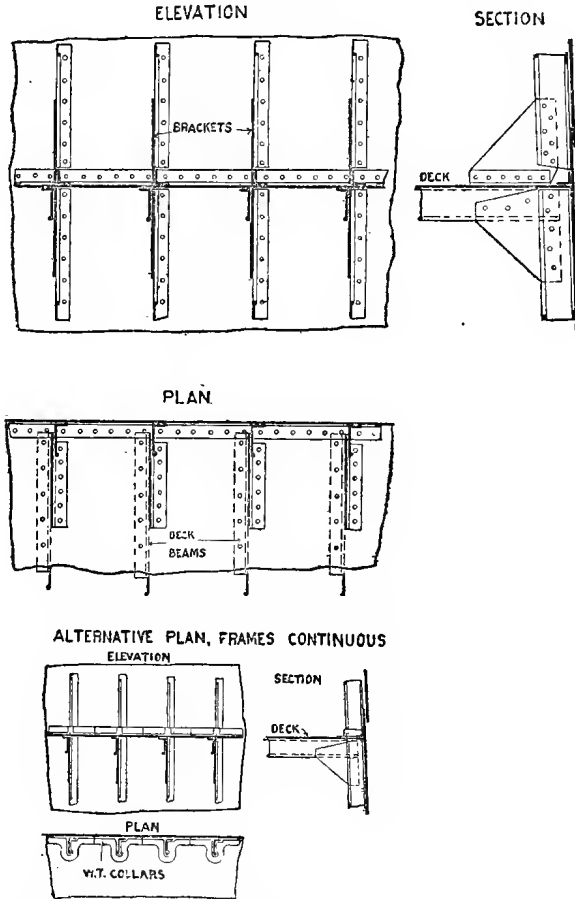 ELEVATION
SECTION
BRACKETS
DECK
PLAN.
DECK
BEAMS
ALTERNATIVE PLAN, FRAMES CONTINUOUS
ELEVATION
SECTION
DECK
PLAN
W.T. COLLARS